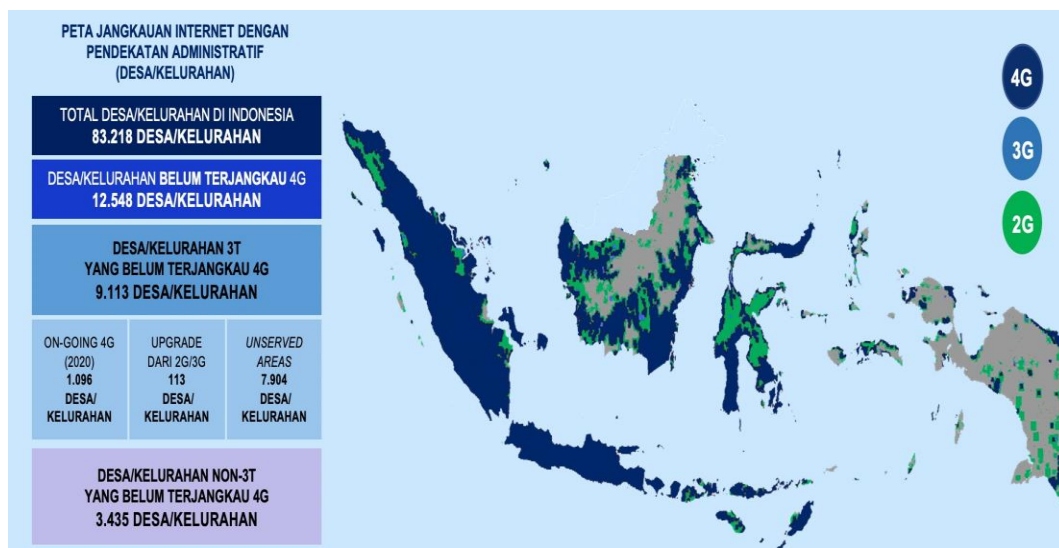 PETA JANGKAUAN INTERNET DENGAN
PENDEKATAN ADMINISTRATIF
(DESA/KELURAHAN)
TOTAL DESA/KELURAHAN DI INDONESIA
83.218 DESA/KELURAHAN
DESA/KELURAHAN BELUM TERJANGKAU 4G
12.548 DESA/KELURAHAN
DESA/KELURAHAN 3T
YANG BELUM TERJANGKAU 4G
9.113 DESA/KELURAHAN
ON-GOING 4G
(2020)
1.096
DESA/
KELURAHAN
UPGRADE
DARI 2G/3G
113
DESA/
KELURAHAN
UNSERVED
AREAS
7.904
DESA/
KELURAHAN
DESA/KELURAHAN NON-3T
YANG BELUM TERJANGKAU 4G
3.435 DESA/KELURAHAN
4G
3G
2G